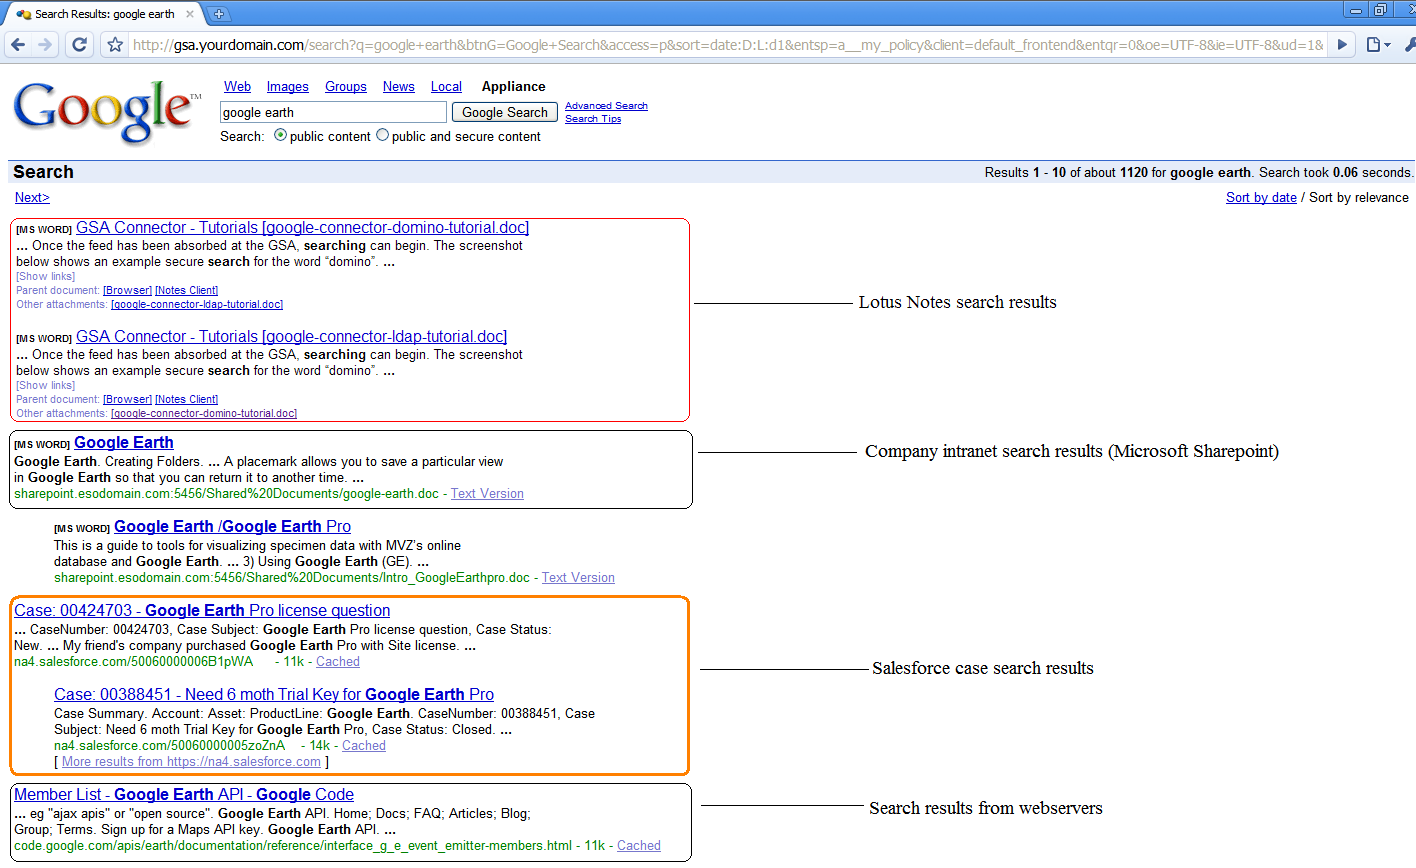 Search Results: google earth
http://gsa.yourdomain.com/search?q=google+earth&btnG=Google+Search&access=p&sort=date:D:L:d1&entsp=a__my_policy&client=default_frontend&entqr=0&oe=UTF-8&ie=UTF-8&ud=1&
Google™
Web Images Groups News Local Appliance
google earth Google Search Advanced Search
Search Tips
Search: public content public and secure content
Search Results 1 - 10 of about 1120 for google earth. Search took 0.06 seconds.
Next> Sort by date / Sort by relevance
[MS WORD] GSA Connector - Tutorials [google-connector-domino-tutorial.doc]
... Once the feed has been absorbed at the GSA, searching can begin. The screenshot
below shows an example secure search for the word “domino”. ...
[Show links]
Parent document: [Browser] [Notes Client]
Other attachments: [google-connector-ldap-tutorial.doc]
Lotus Notes search results
[MS WORD] GSA Connector - Tutorials [google-connector-ldap-tutorial.doc]
... Once the feed has been absorbed at the GSA, searching can begin. The screenshot
below shows an example secure search for the word “domino”. ...
[Show links]
Parent document: [Browser] [Notes Client]
Other attachments: [google-connector-domino-tutorial.doc]
[MS WORD] Google Earth
Google Earth. Creating Folders. ... A placemark allows you to save a particular view
in Google Earth so that you can return it to another time. ...
sharepoint.esodomain.com:5456/Shared%20Documents/google-earth.doc - Text Version
Company intranet search results (Microsoft Sharepoint)
[MS WORD] Google Earth /Google Earth Pro
This is a guide to tools for visualizing specimen data with MVZ's online
database and Google Earth. ... 3) Using Google Earth (GE). ...
sharepoint.esodomain.com:5456/Shared%20Documents/Intro_GoogleEarthpro.doc - Text Version
Case: 00424703 - Google Earth Pro license question
... CaseNumber: 00424703, Case Subject: Google Earth Pro license question, Case Status:
New. ... My friend's company purchased Google Earth Pro with Site license. ...
na4.salesforce.com/50060000006B1pWA - 11k - Cached
Salesforce case search results
Case: 00388451 - Need 6 moth Trial Key for Google Earth Pro
Case Summary. Account: Asset: ProductLine: Google Earth. CaseNumber: 00388451, Case
Subject: Need 6 moth Trial Key for Google Earth Pro, Case Status: Closed. ...
na4.salesforce.com/50060000005zoZnA - 14k - Cached
[ More results from https://na4.salesforce.com ]
Member List - Google Earth API - Google Code
... eg "ajax apis" or "open source". Google Earth API. Home; Docs; FAQ; Articles; Blog;
Group; Terms. Sign up for a Maps API key. Google Earth API. ...
code.google.com/apis/earth/documentation/reference/interface_g_e_event_emitter-members.html - 11k - Cached
Search results from webservers